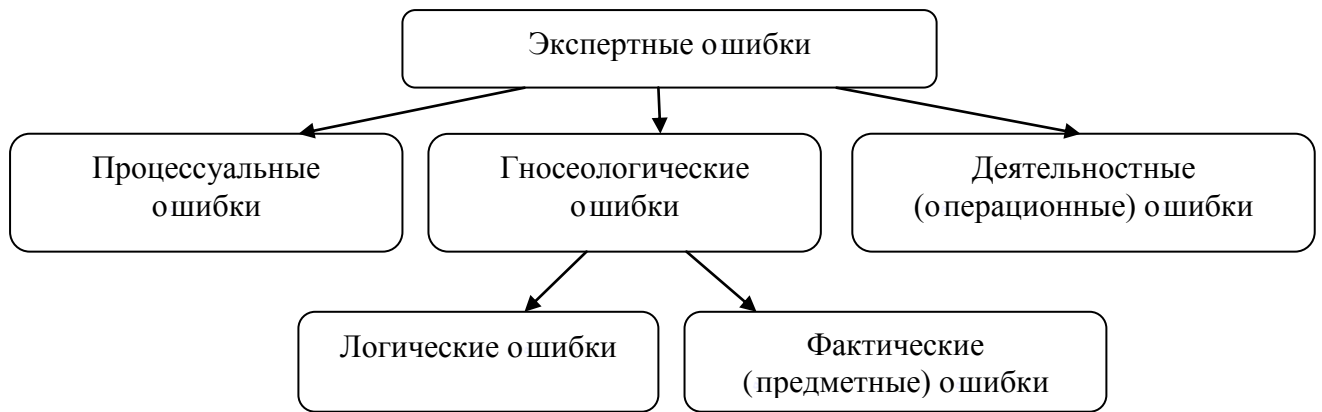 Экспертные ошибки
Процессуальные
ошибки
Гносеологические
ошибки
Деятельностные
(операционные) ошибки
Логические ошибки
Фактические
(предметные) ошибки